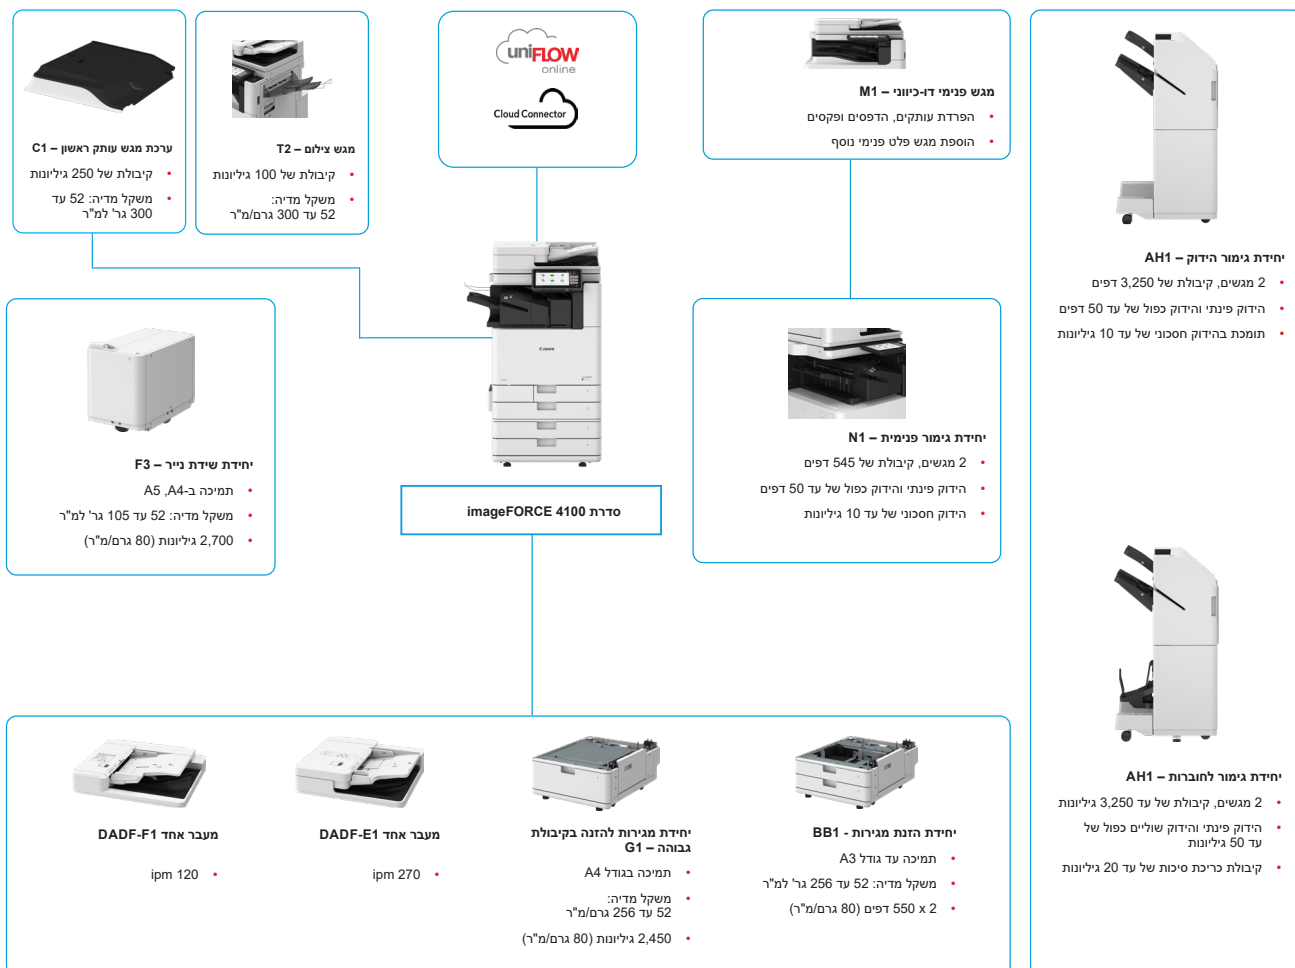 uniFLOW
online
Cloud Connector
ערכת מגש עותק ראשון – C1
• קיבולת של 250 גיליונות
• משקל מדיה: 52 עד
300 גר' למ"ר
מגש צילום – T2
• קיבולת של 100 גיליונות
• משקל מדיה:
52 עד 300 גרם/מ"ר
מגש פנימי דו-כיווני – M1
• הפרדת עותקים, הדפסים ופקסים
• הוספת מגש פלט פנימי נוסף
יחידת גימור הידוק – AH1
• 2 מגשים, קיבולת של 3,250 דפים
• הידוק פינתי והידוק כפול של עד 50 דפים
• תומכת בהידוק חסכוני של עד 10 גיליונות
Canon
יחידת שידת נייר – F3
• תמיכה ב-A4, A5
• משקל מדיה: 52 עד 105 גר' למ"ר
• 2,700 גיליונות (80 גרם/מ"ר)
סדרת imageFORCE 4100
יחידת גימור פנימית – N1
• 2 מגשים, קיבולת של 545 דפים
• הידוק פינתי והידוק כפול של עד 50 דפים
• הידוק חסכוני של עד 10 גיליונות
יחידת גימור לחוברות – AH1
• 2 מגשים, קיבולת של עד 3,250 גיליונות
• הידוק פינתי והידוק שוליים כפול של
עד 50 גיליונות
• קיבולת כריכת סיכות של עד 20 גיליונות
יחידת הזנת מגירות - BB1
• תמיכה עד גודל A3
• משקל מדיה: 52 עד 256 גר' למ"ר
• 2 x 550 דפים (80 גרם/מ"ר)
יחידת מגירות להזנה בקיבולת
גבוהה – G1
• תמיכה בגודל A4
• משקל מדיה:
52 עד 256 גרם/מ"ר
• 2,450 גיליונות (80 גרם/מ"ר)
מעבר אחד DADF-E1
• 270 ipm
מעבר אחד DADF-F1
• 120 ipm